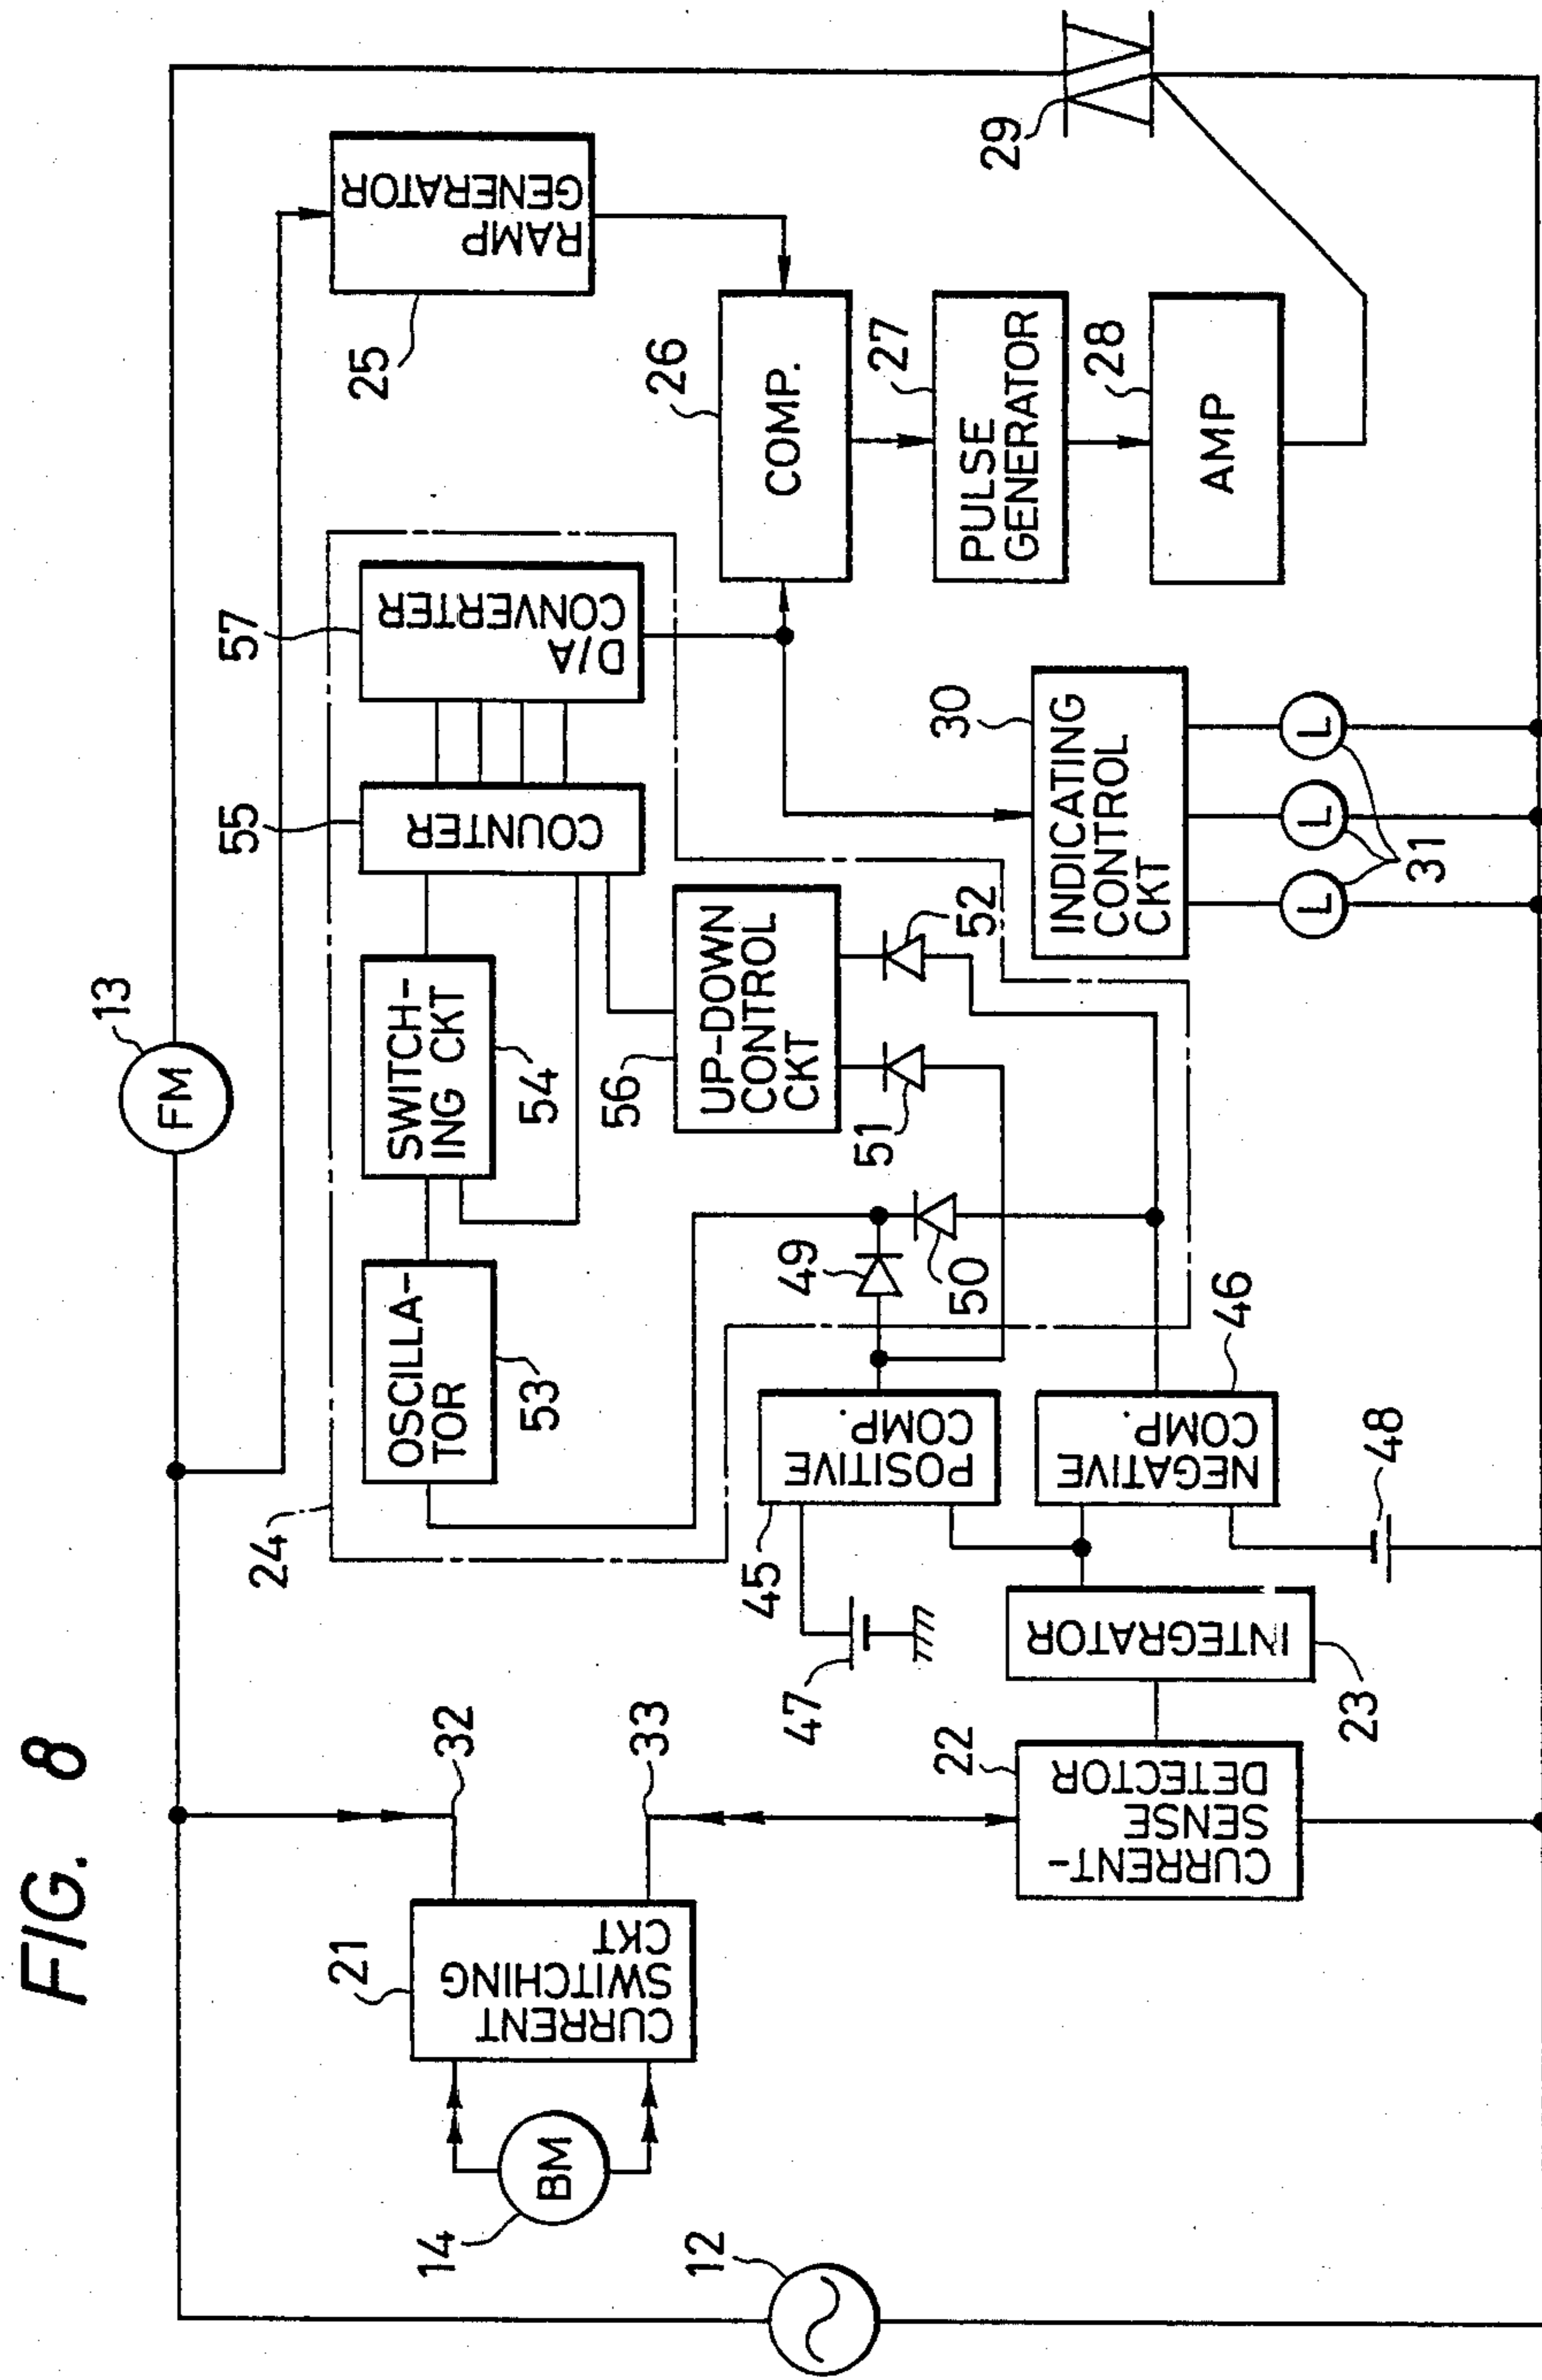 FIG. 8
12
14
BM
21
CURRENT
SWITCHING
CKT
32
33
13
FM
22
CURRENT-
SENSE
DETECTOR
23
INTEGRATOR
47
45
POSITIVE
COMP.
46
NEGATIVE
COMP.
48
24
OSCILLA-
TOR
53
SWITCH-
ING CKT
54
49
50
51
52
56
UP-DOWN
CONTROL
CKT
55
COUNTER
57
D/A
CONVERTER
25
RAMP
GENERATOR
26
COMP.
27
PULSE
GENERATOR
28
AMP
29
30
INDICATING
CONTROL
CKT
L
L
L
31